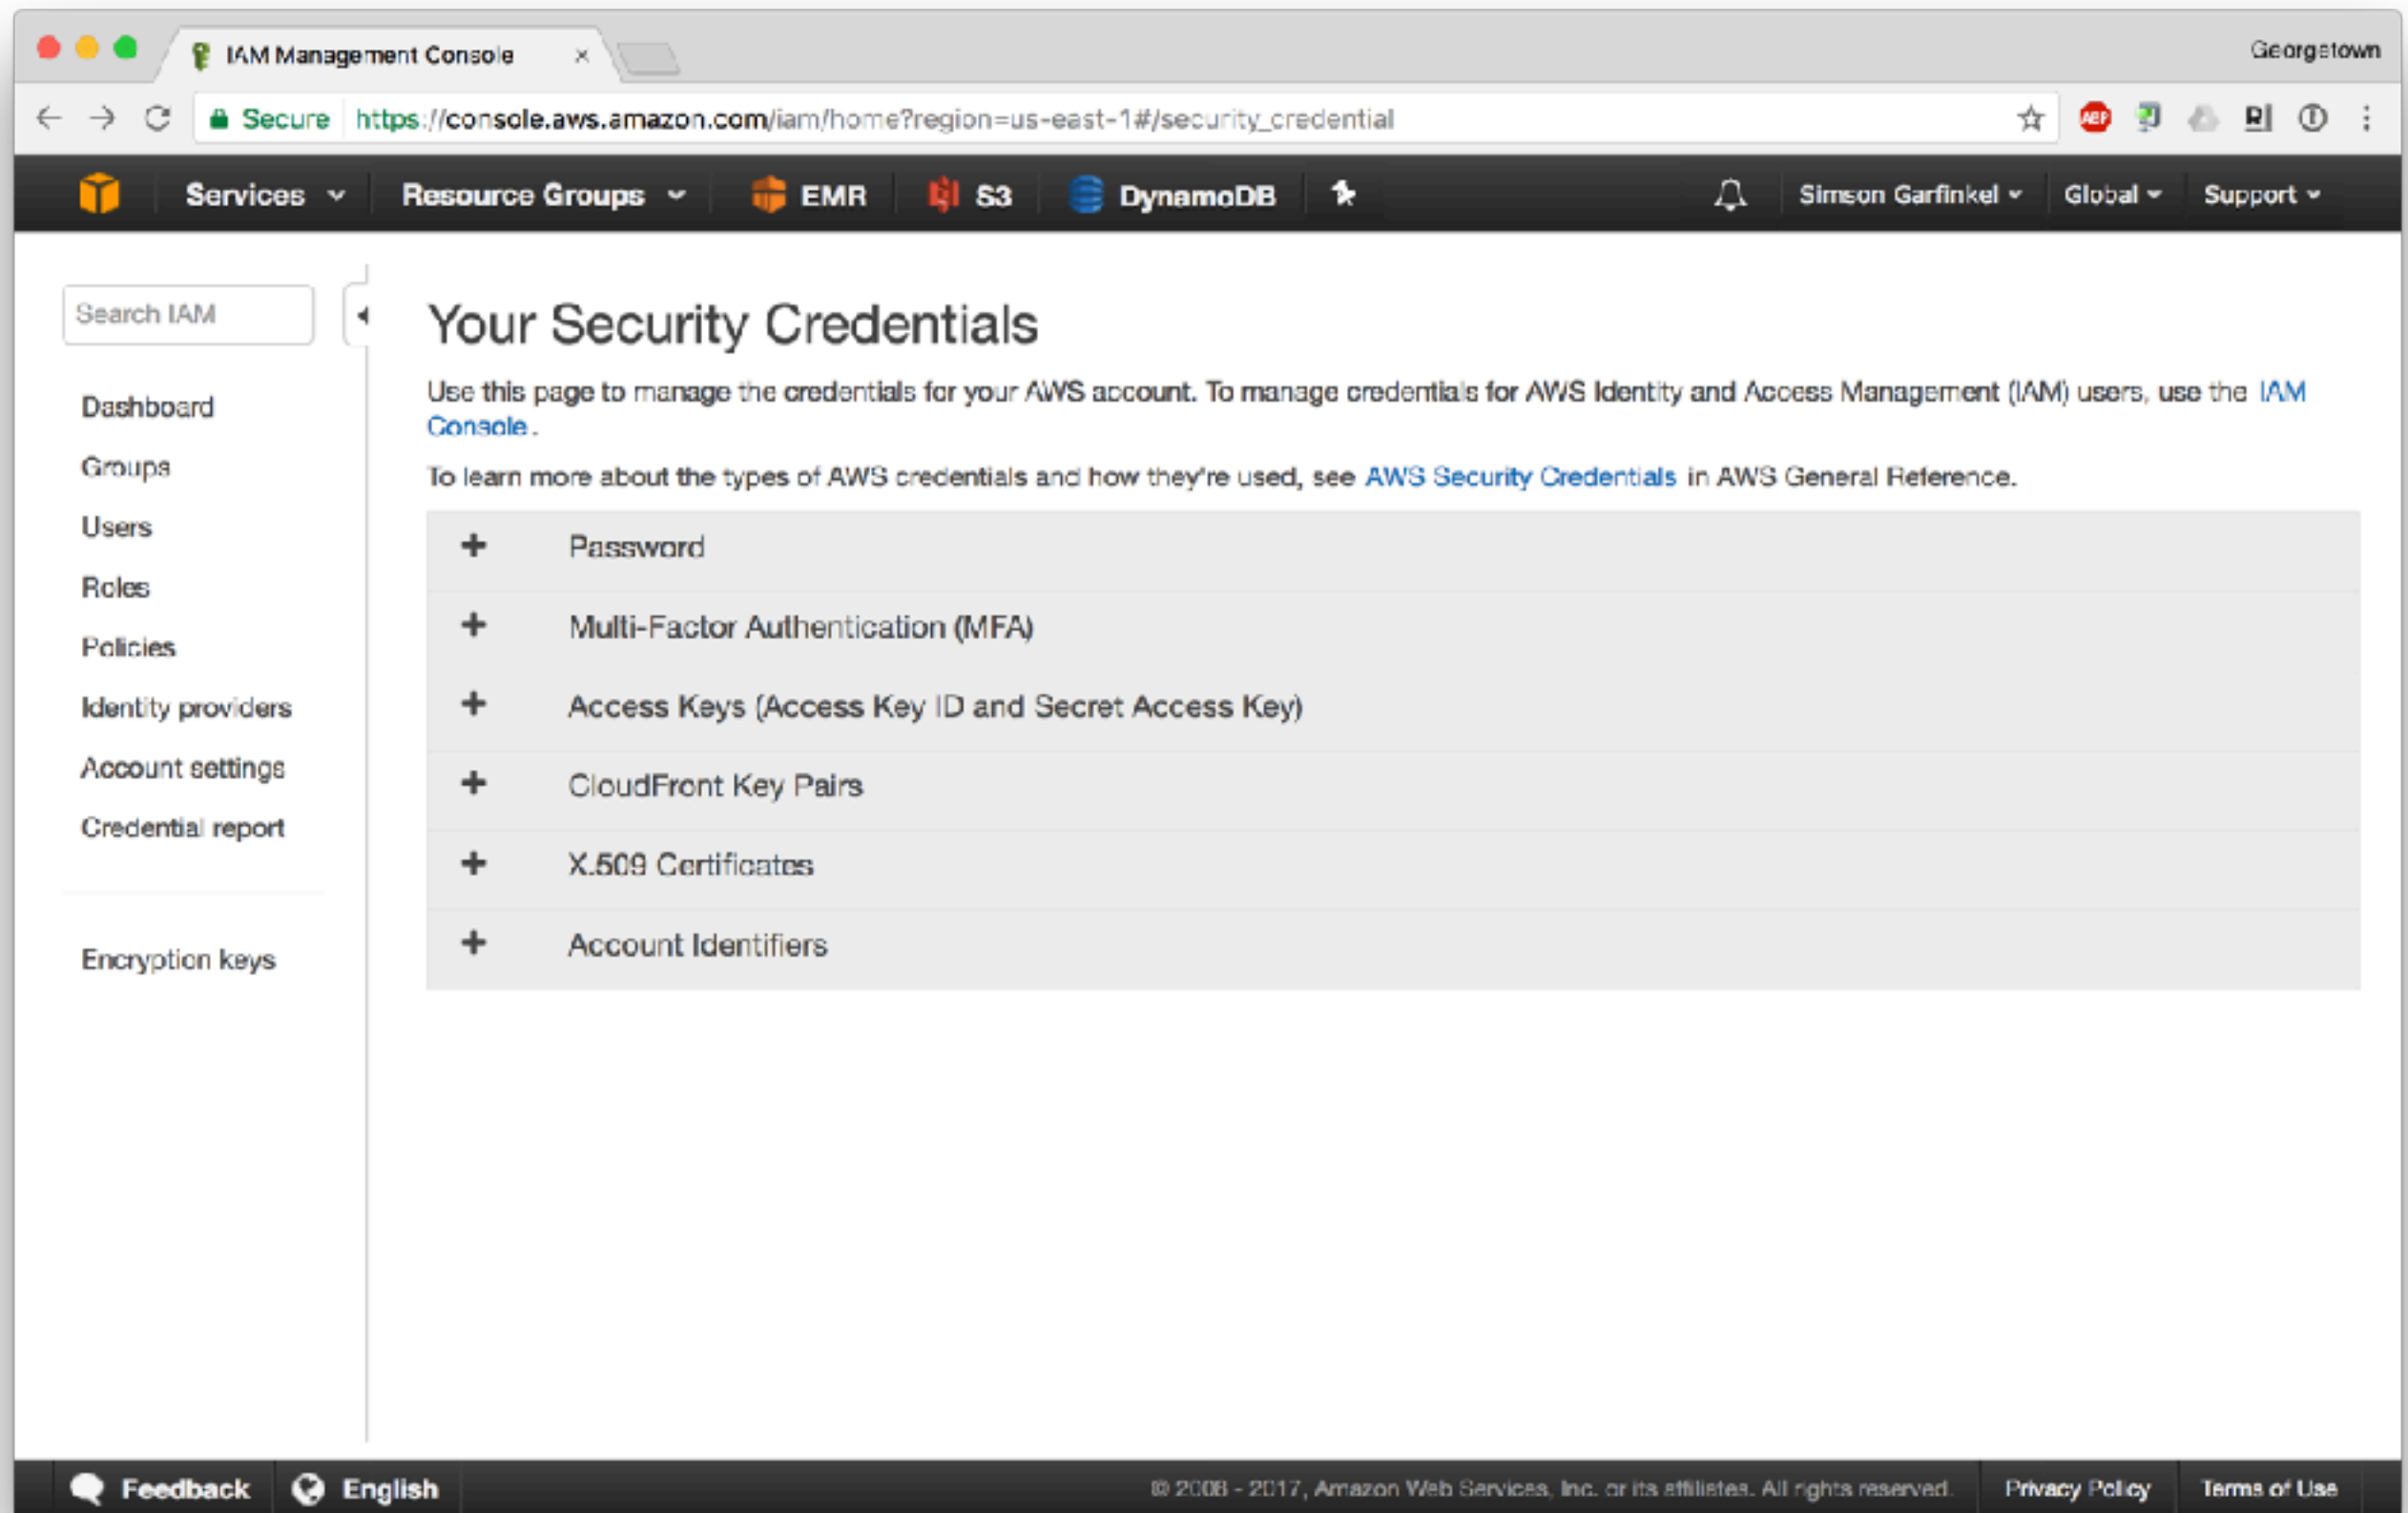 IAM Management Console
Georgetown
Secure https://console.aws.amazon.com/iam/home?region=us-east-1#/security_credential
ABP
Services Resource Groups EMR S3 DynamoDB Simson Garfinkel Global Support
Search IAM
Dashboard
Groups
Users
Roles
Policies
Identity providers
Account settings
Credential report
Encryption keys
Your Security Credentials
Use this page to manage the credentials for your AWS account. To manage credentials for AWS Identity and Access Management (IAM) users, use the IAM
Console.
To learn more about the types of AWS credentials and how they're used, see AWS Security Credentials in AWS General Reference.
Password
Multi-Factor Authentication (MFA)
Access Keys (Access Key ID and Secret Access Key)
CloudFront Key Pairs
X.509 Certificates
Account Identifiers
Feedback English © 2008 - 2017, Amazon Web Services, Inc. or its affiliates. All rights reserved. Privacy Policy Terms of Use